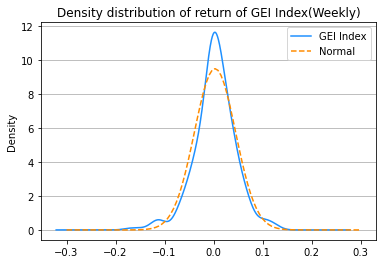 Density distribution of return of GEI Index(Weekly)
GEI Index
Normal
Density
12
10
8
6
4
2
0
−0.3 −0.2 −0.1 0.0 0.1 0.2 0.3